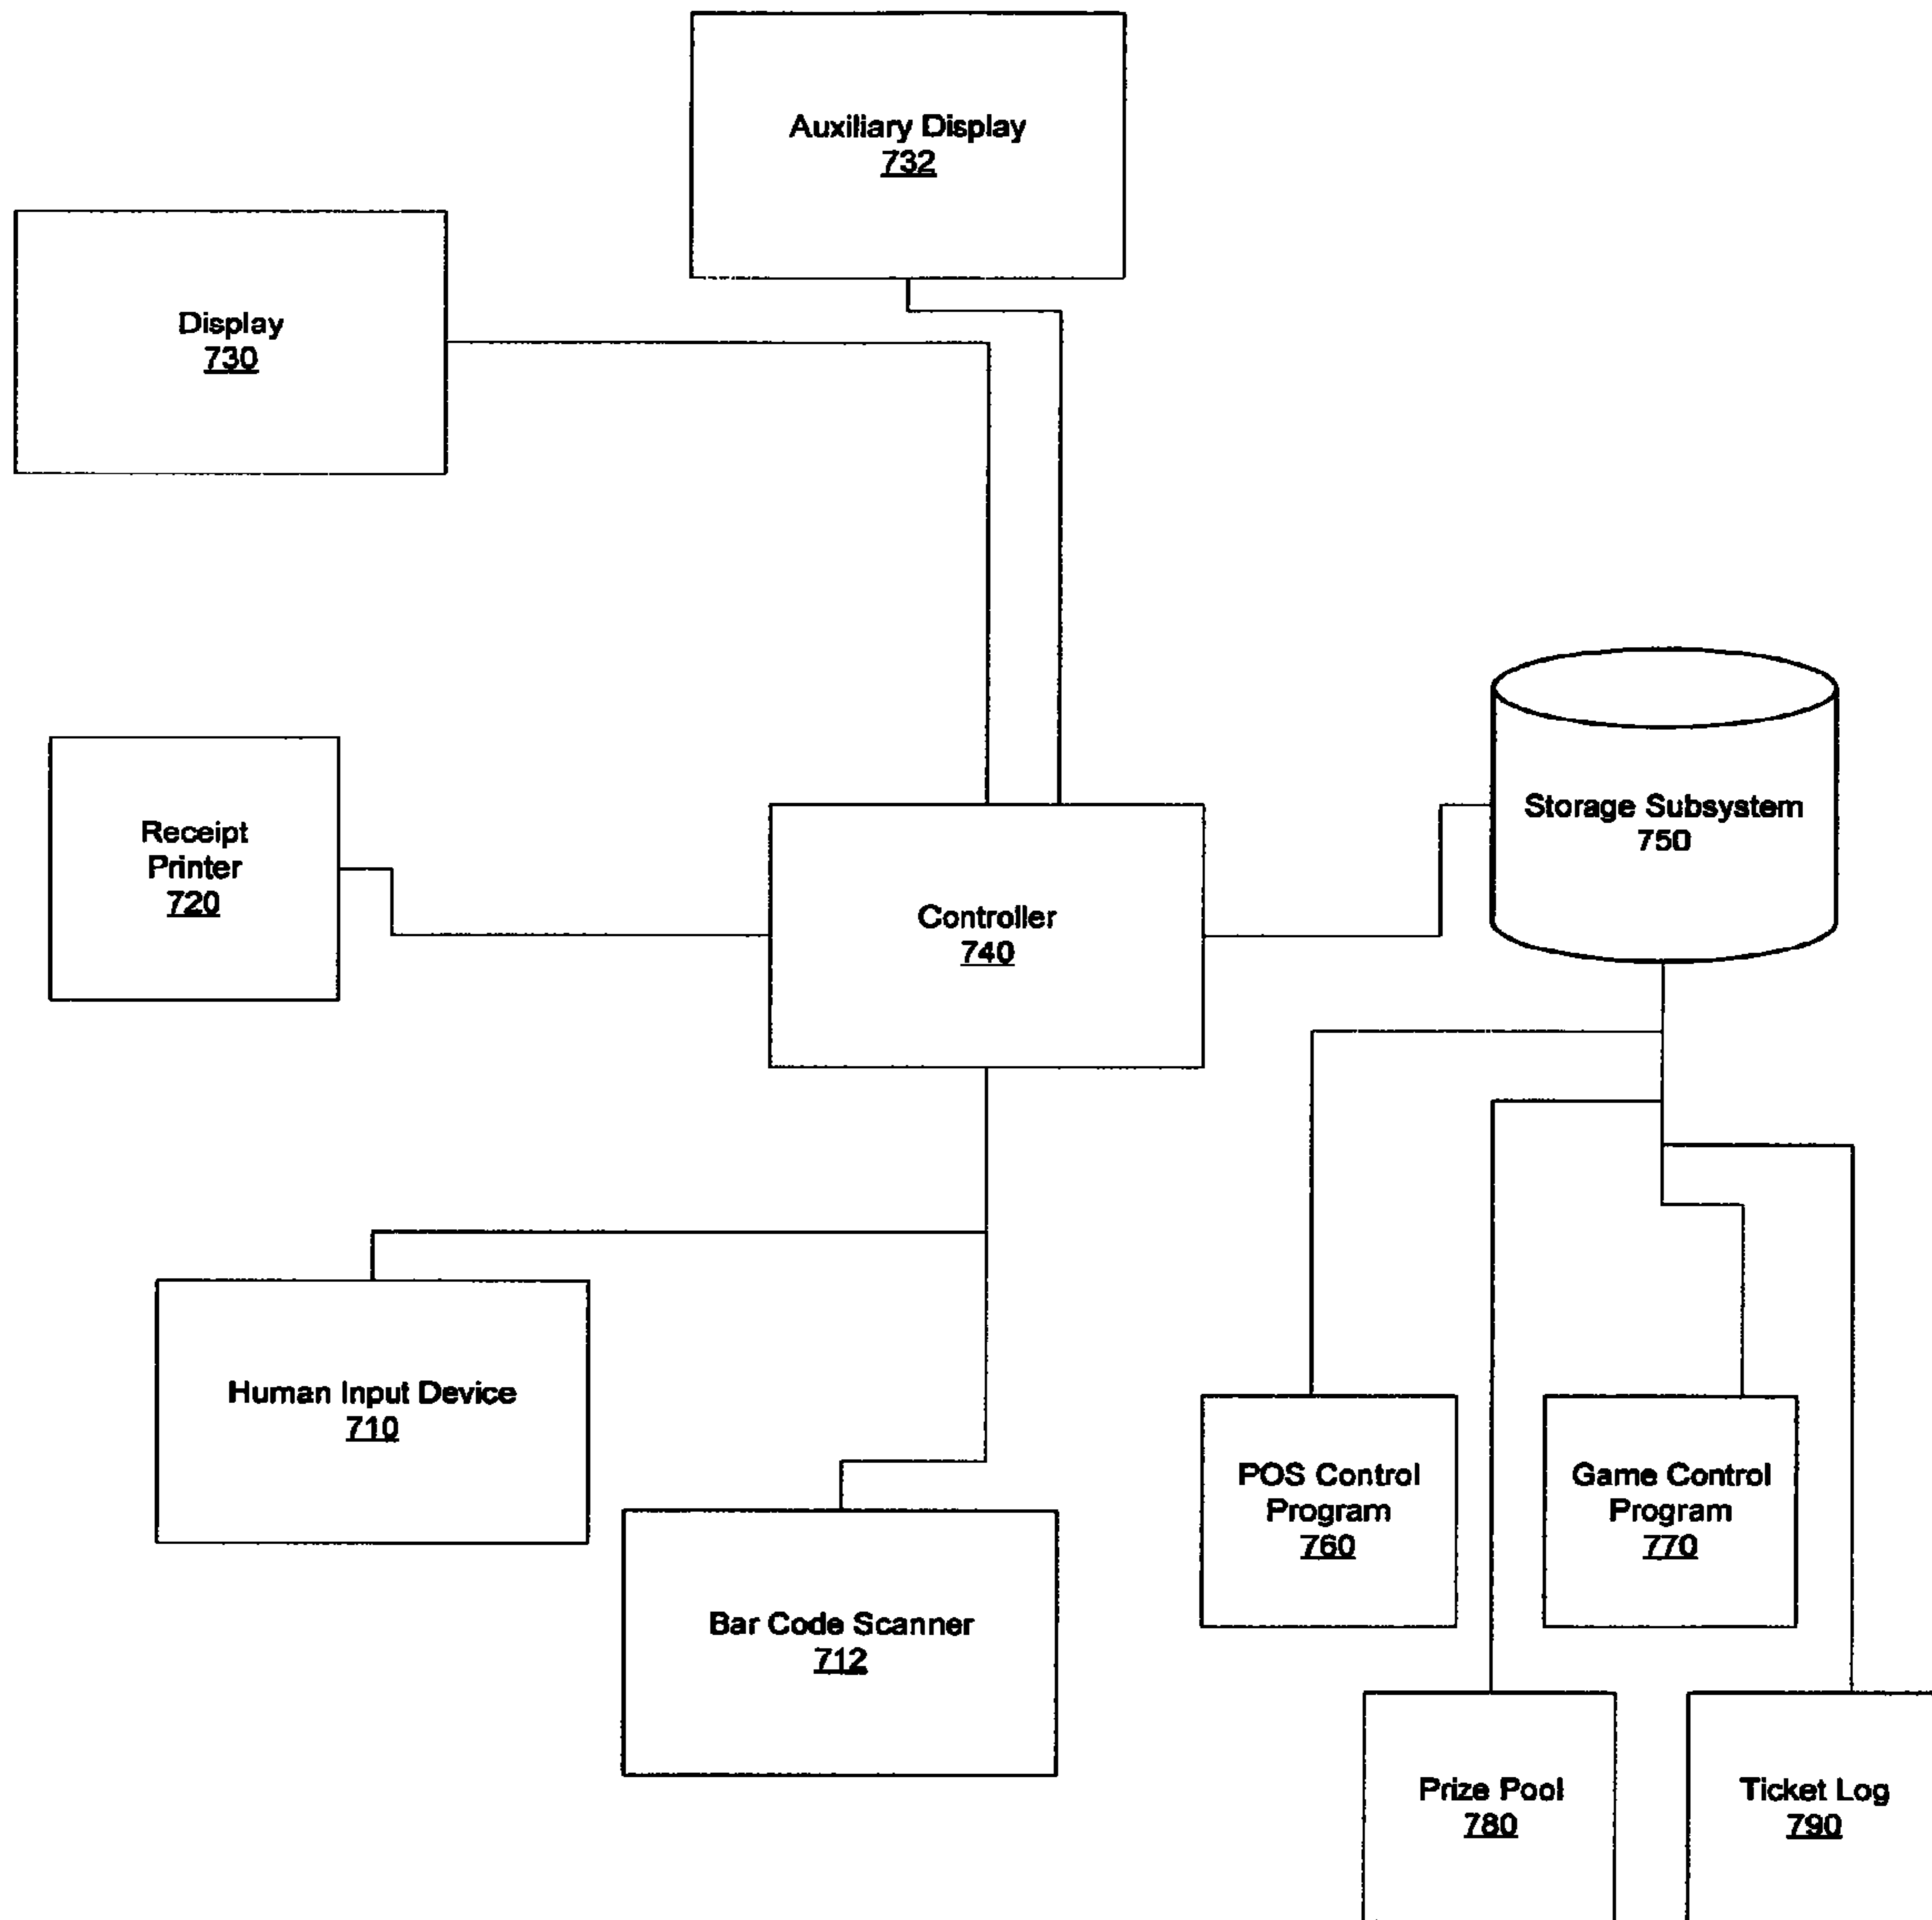 Auxiliary Display
732
Display
730
Receipt
Printer
720
Controller
740
Storage Subsystem
750
Human Input Device
710
Bar Code Scanner
712
POS Control
Program
760
Game Control
Program
770
Prize Pool
780
Ticket Log
790